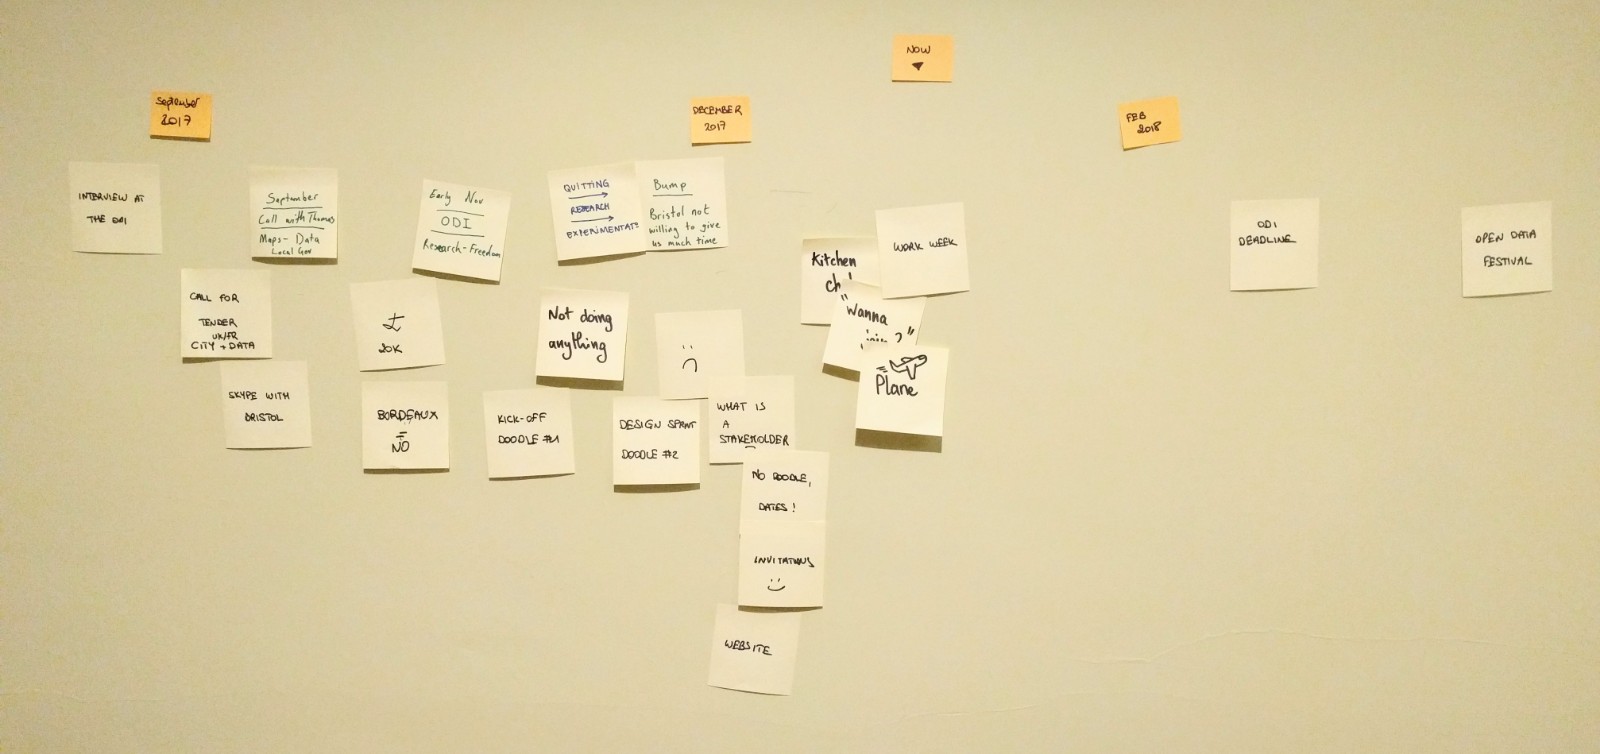 NOW
September
2017
DECEMBER
2017
FEB
2018
INTERVIEW AT
THE ODI
September
Call with Thomas
Maps - Data
Local Gov
Early Nov
ODI
Research - Freedom
QUITTING
RESEARCH
EXPERIMENTATE
Bump
Bristol not
willing to give
us much time
WORK WEEK
ODI
DEADLINE
OPEN DATA
FESTIVAL
CALL FOR
TENDER
UK/FR
CITY + DATA
£
20K
Not doing
anything
Kitchen
"Wanna
?"
Plane
SKYPE WITH
BRISTOL
BORDEAUX
=
NO
KICK-OFF
DOODLE #1
DESIGN SPRINT
DOODLE #2
WHAT IS
A
STAKEHOLDER
NO DOODLE,
DATES!
INVITATIONS
WEBSITE